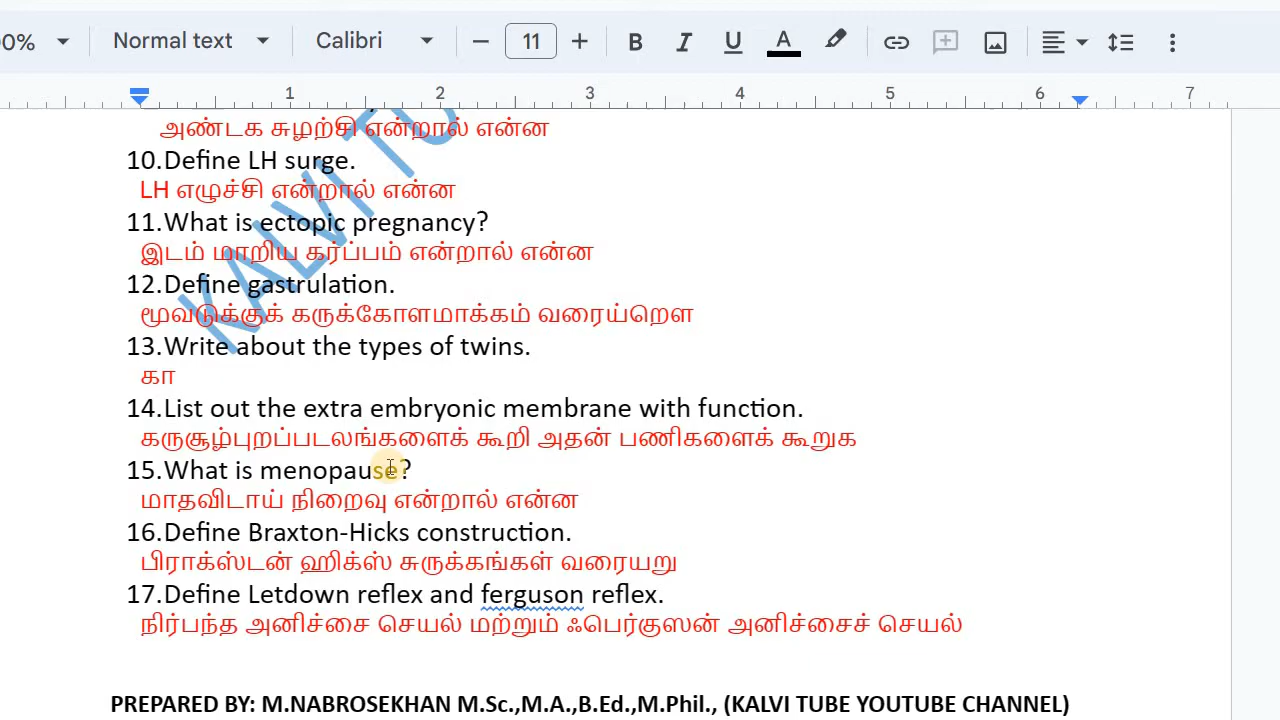 0%
Normal text
Calibri
11
B I U A
1 2 3 4 5 6 7
அண்டக சுழற்சி என்றால் என்ன
10.Define LH surge.
LH எழுச்சி என்றால் என்ன
11.What is ectopic pregnancy?
இடம் மாறிய கர்ப்பம் என்றால் என்ன
12.Define gastrulation.
மூவடுக்குக் கருக்கோளமாக்கம் வரைய்றௌ
13.Write about the types of twins.
கா
14.List out the extra embryonic membrane with function.
கருசூழ்புறப்படலங்களைக் கூறி அதன் பணிகளைக் கூறுக
15.What is menopause?
மாதவிடாய் நிறைவு என்றால் என்ன
16.Define Braxton-Hicks construction.
பிராக்ஸ்டன் ஹிக்ஸ் சுருக்கங்கள் வரையறு
17.Define Letdown reflex and ferguson reflex.
நிர்பந்த அனிச்சை செயல் மற்றும் ஃபெர்குஸன் அனிச்சைச் செயல்
PREPARED BY: M.NABROSEKHAN M.Sc.,M.A.,B.Ed.,M.Phil., (KALVI TUBE YOUTUBE CHANNEL)
KALVI TU